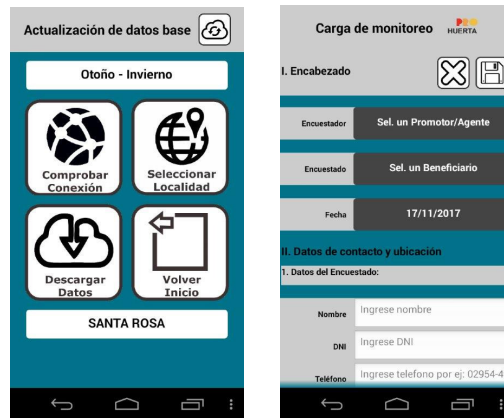 Actualización de datos base
Otoño - Invierno
Comprobar
Conexión
Seleccionar
Localidad
Descargar
Datos
Volver
Inicio
SANTA ROSA
Carga de monitoreo
PRO
HUERTA
I. Encabezado
Encuestador
Sel. un Promotor/Agente
Encuestado
Sel. un Beneficiario
Fecha
17/11/2017
II. Datos de contacto y ubicación
1. Datos del Encuestado:
Nombre
Ingrese nombre
DNI
Ingrese DNI
Teléfono
Ingrese telefono por ej: 02954-4